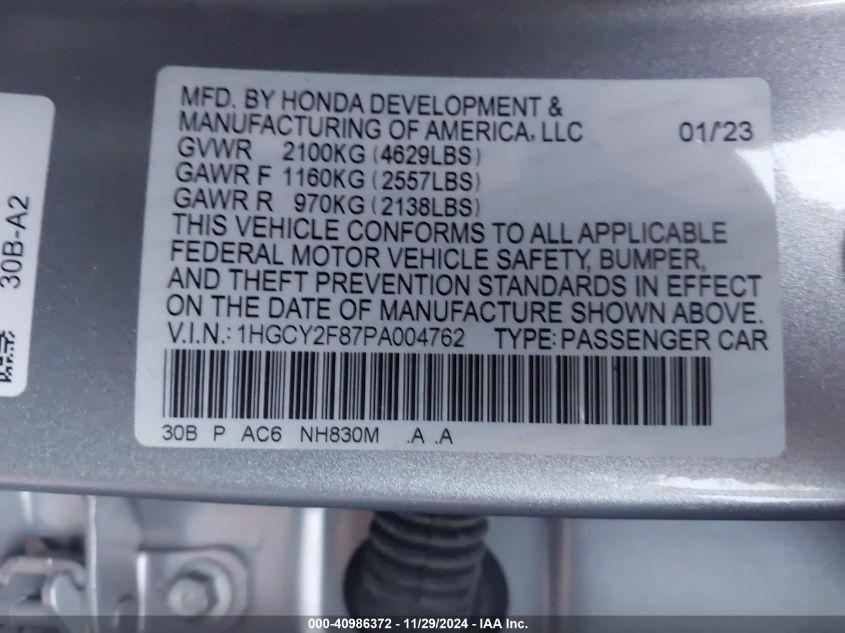 MFD. BY HONDA DEVELOPMENT &
MANUFACTURING OF AMERICA, LLC 01/'23
GVWR 2100KG (4629LBS)
GAWR F 1160KG (2557LBS)
GAWR R 970KG (2138LBS)
THIS VEHICLE CONFORMS TO ALL APPLICABLE
FEDERAL MOTOR VEHICLE SAFETY, BUMPER,
AND THEFT PREVENTION STANDARDS IN EFFECT
ON THE DATE OF MANUFACTURE SHOWN ABOVE.
V.I.N.: 1HGCY2F87PA004762 TYPE: PASSENGER CAR
30B P AC6 NH830M .A .A
30B-A2
000-40986372 - 11/29/2024 - IAA Inc.